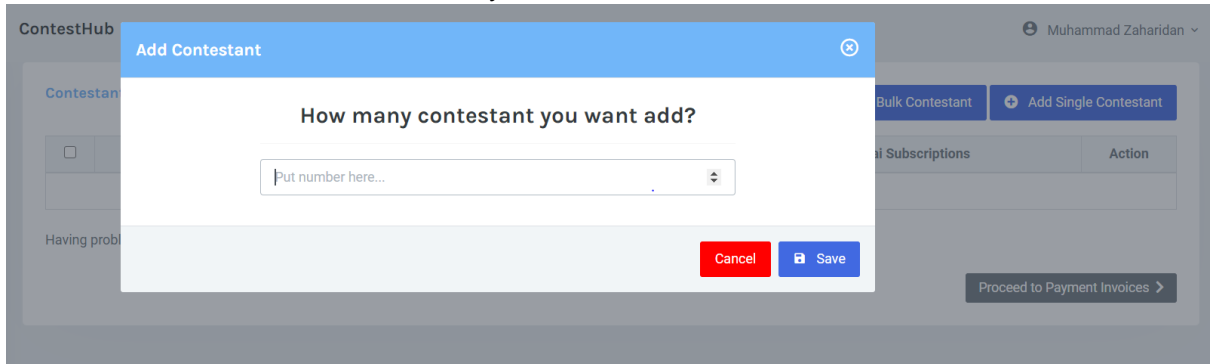 ContestHub
Muhammad Zaharidan
Add Contestant
Contestan
Bulk Contestant
Add Single Contestant
How many contestant you want add?
ai Subscriptions
Action
Put number here...
Having probl
Cancel
Save
Proceed to Payment Invoices